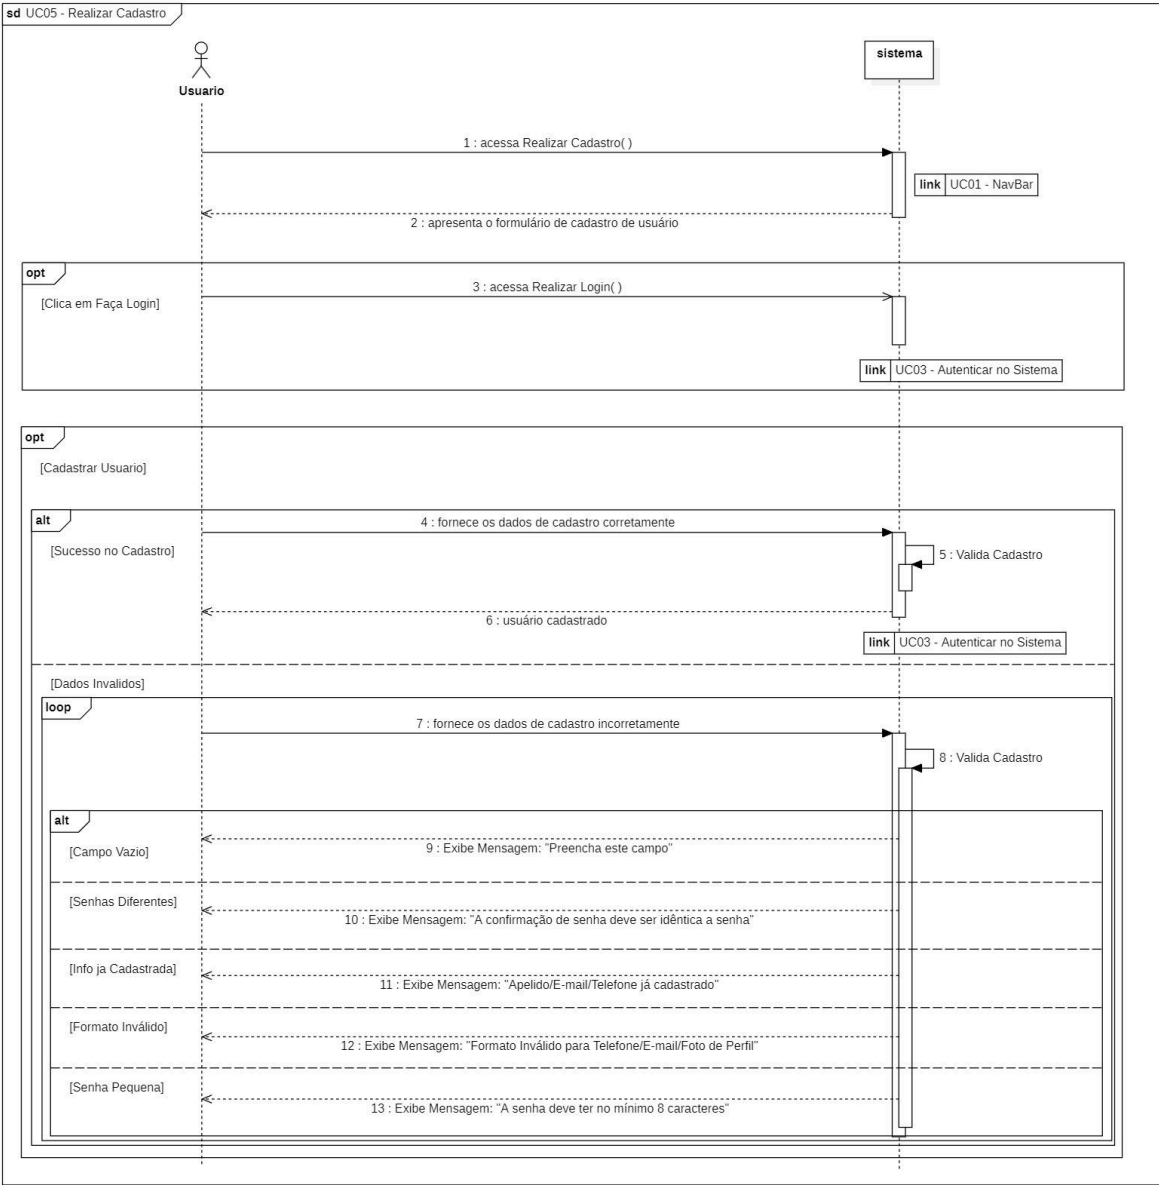 sd UC05 - Realizar Cadastro
sistema
Usuario
1 : acessa Realizar Cadastro( )
link UC01 - NavBar
2 : apresenta o formulário de cadastro de usuário
opt
3 : acessa Realizar Login( )
[Clica em Faça Login]
link UC03 - Autenticar no Sistema
opt
[Cadastrar Usuario]
alt
4 : fornece os dados de cadastro corretamente
[Sucesso no Cadastro]
5 : Valida Cadastro
6 : usuário cadastrado
link UC03 - Autenticar no Sistema
[Dados Invalidos]
loop
7 : fornece os dados de cadastro incorretamente
8 : Valida Cadastro
alt
[Campo Vazio]
9 : Exibe Mensagem: "Preencha este campo"
[Senhas Diferentes]
10 : Exibe Mensagem: "A confirmação de senha deve ser idêntica a senha"
[Info ja Cadastrada]
11 : Exibe Mensagem: "Apelido/E-mail/Telefone já cadastrado"
[Formato Inválido]
12 : Exibe Mensagem: "Formato Inválido para Telefone/E-mail/Foto de Perfil"
[Senha Pequena]
13 : Exibe Mensagem: "A senha deve ter no mínimo 8 caracteres"